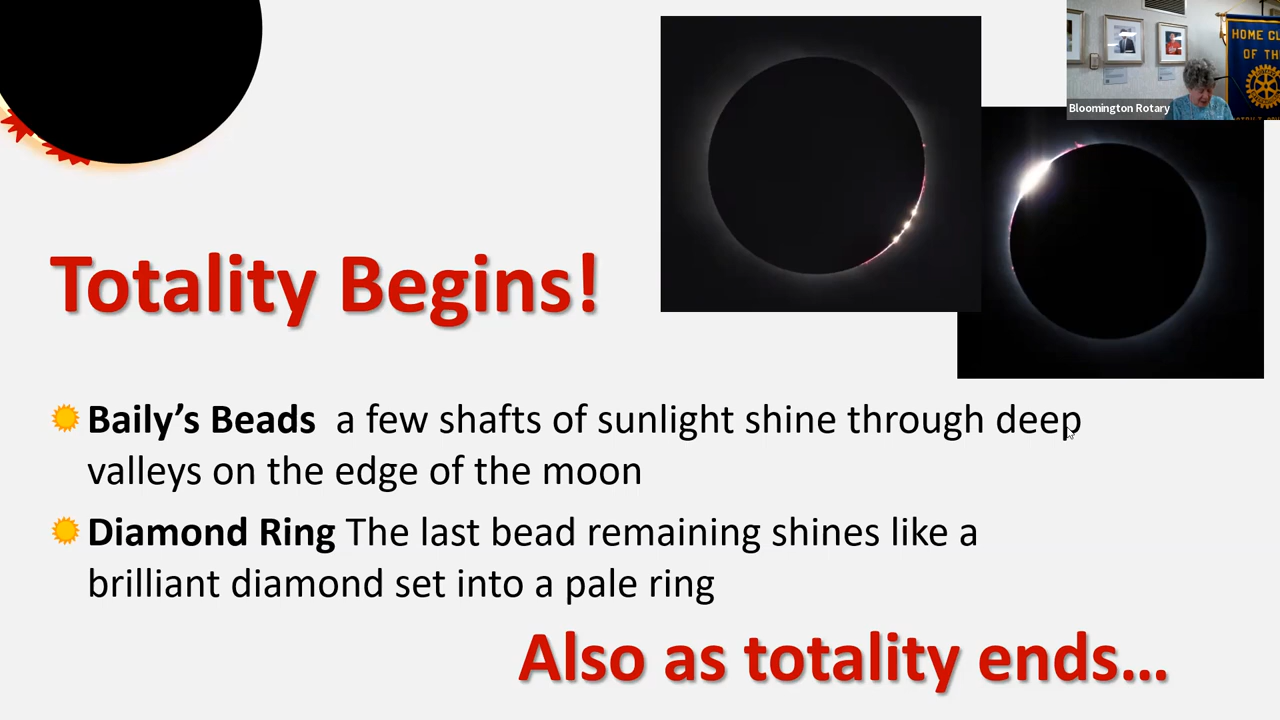 HOME CL
OF TH
Bloomington Rotary
Totality Begins!
Baily’s Beads  a few shafts of sunlight shine through deep
valleys on the edge of the moon
Diamond Ring The last bead remaining shines like a
brilliant diamond set into a pale ring
Also as totality ends...